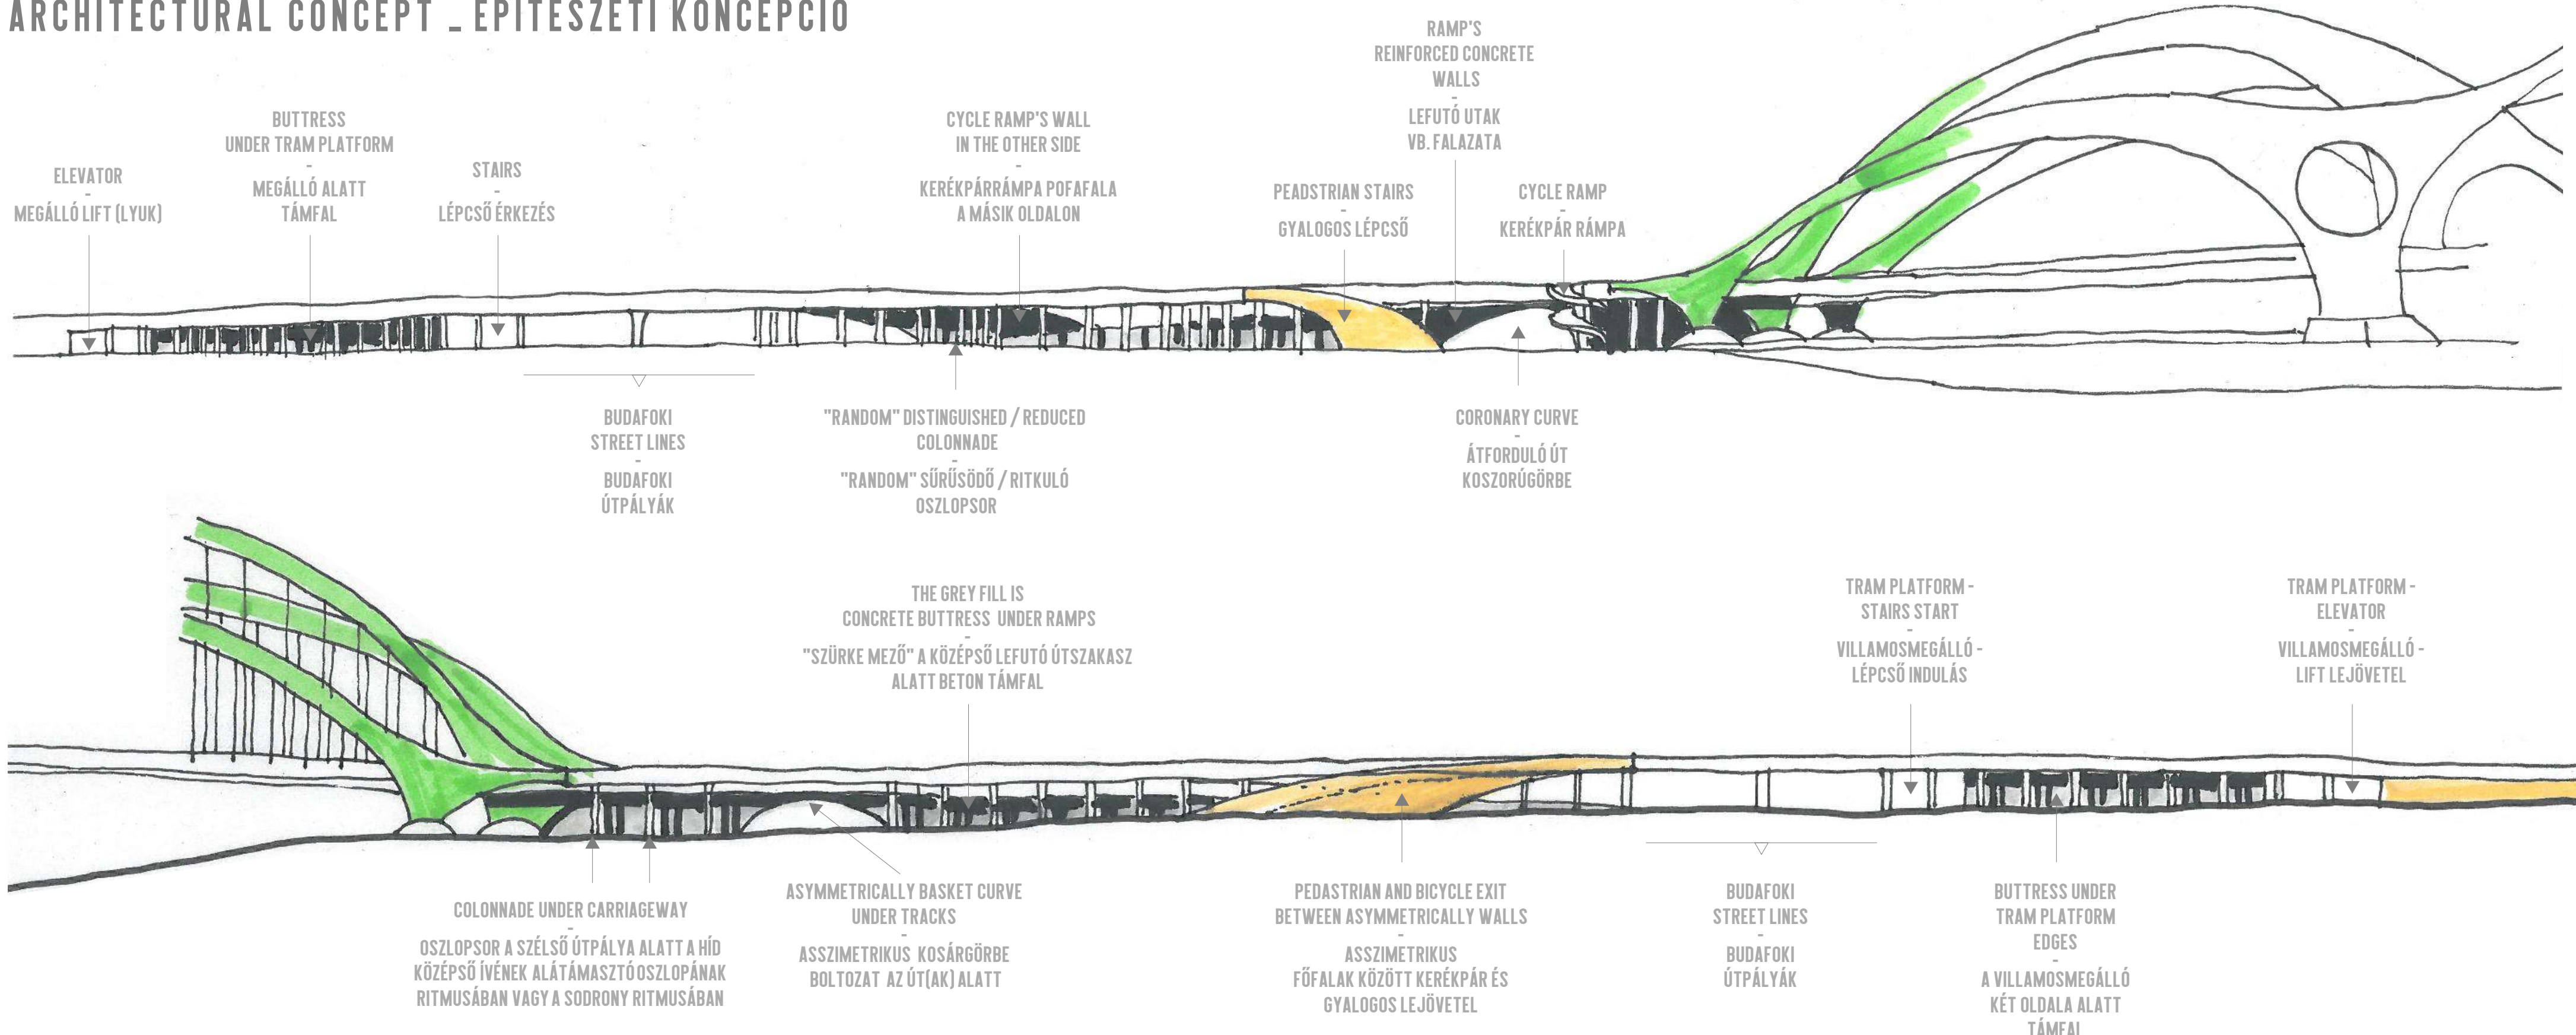 ARCHITECTURAL CONCEPT _ ÉPÍTÉSZETI KONCEPCIÓ
ELEVATOR
-
MEGÁLLÓ LIFT (LYUK)
BUTTRESS
UNDER TRAM PLATFORM
-
MEGÁLLÓ ALATT
TÁMFAL
STAIRS
-
LÉPCSŐ ÉRKEZÉS
CYCLE RAMP'S WALL
IN THE OTHER SIDE
-
KERÉKPÁRRÁMPA POFAFALA
A MÁSIK OLDALON
PEADSTRIAN STAIRS
-
GYALOGOS LÉPCSŐ
RAMP'S
REINFORCED CONCRETE
WALLS
-
LEFUTÓ UTAK
VB. FALAZATA
CYCLE RAMP
-
KERÉKPÁR RÁMPA
BUDAFOKI
STREET LINES
-
BUDAFOKI
ÚTPÁLYÁK
"RANDOM" DISTINGUISHED / REDUCED
COLONNADE
-
"RANDOM" SŰRŰSÖDŐ / RITKULÓ
OSZLOPSOR
CORONARY CURVE
-
ÁTFORDULÓ ÚT
KOSZORÚGÖRBE
THE GREY FILL IS
CONCRETE BUTTRESS UNDER RAMPS
-
"SZÜRKE MEZŐ" A KÖZÉPSŐ LEFUTÓ ÚTSZAKASZ
ALATT BETON TÁMFAL
TRAM PLATFORM -
STAIRS START
-
VILLAMOSMEGÁLLÓ -
LÉPCSŐ INDULÁS
TRAM PLATFORM -
ELEVATOR
-
VILLAMOSMEGÁLLÓ -
LIFT LEJÖVETEL
COLONNADE UNDER CARRIAGEWAY
-
OSZLOPSOR A SZÉLSŐ ÚTPÁLYA ALATT A HÍD
KÖZÉPSŐ ÍVÉNEK ALÁTÁMASZTÓ OSZLOPÁNAK
RITMUSÁBAN VAGY A SODRONY RITMUSÁBAN
ASYMMETRICALLY BASKET CURVE
UNDER TRACKS
-
ASSZIMETRIKUS KOSÁRGÖRBE
BOLTOZAT AZ ÚT(AK) ALATT
PEDASTRIAN AND BICYCLE EXIT
BETWEEN ASYMMETRICALLY WALLS
-
ASSZIMETRIKUS
FŐFALAK KÖZÖTT KERÉKPÁR ÉS
GYALOGOS LEJÖVETEL
BUDAFOKI
STREET LINES
-
BUDAFOKI
ÚTPÁLYÁK
BUTTRESS UNDER
TRAM PLATFORM
EDGES
-
A VILLAMOSMEGÁLLÓ
KÉT OLDALA ALATT
TÁMFAL